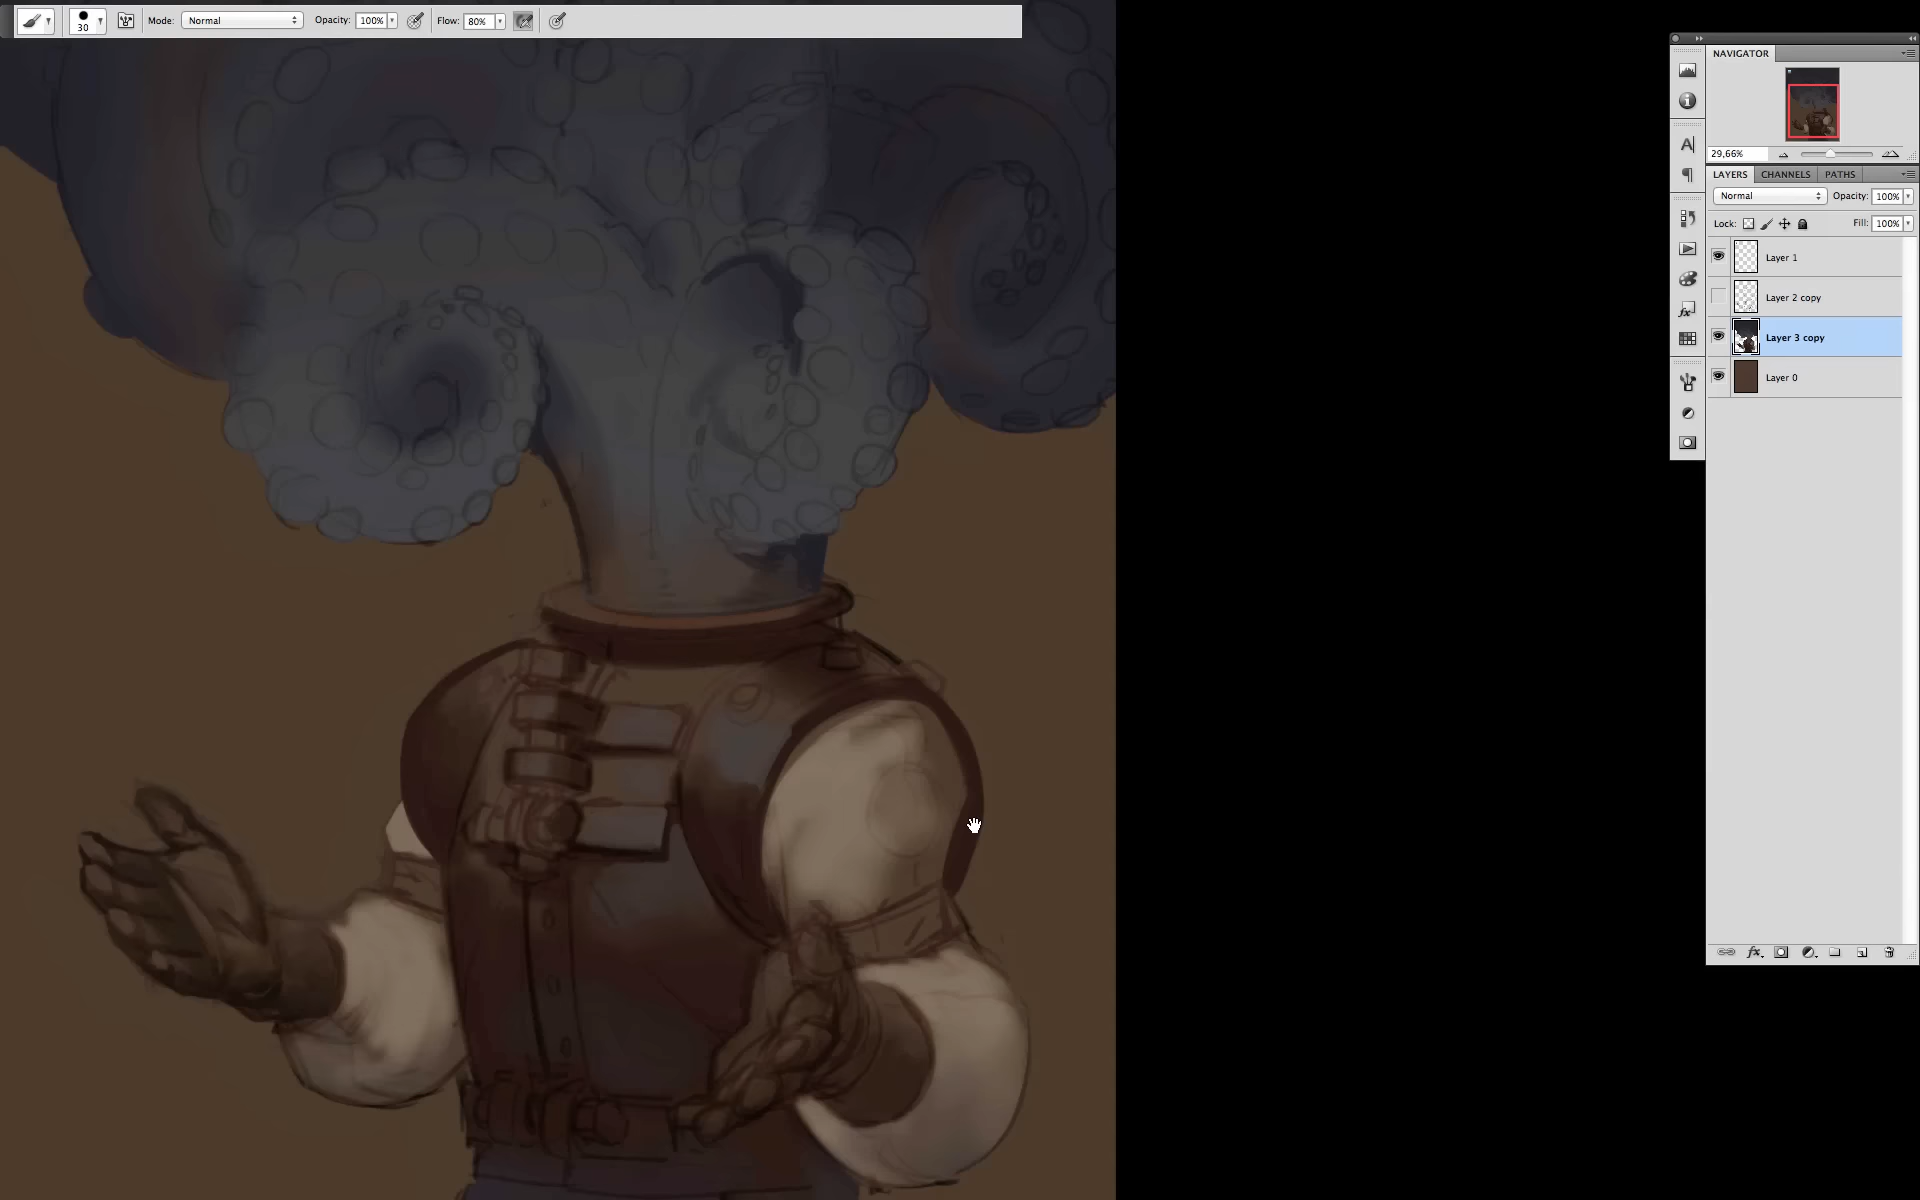 30
Mode: Normal Opacity: 100% Flow: 80%
NAVIGATOR
29,66%
LAYERS CHANNELS PATHS
Normal Opacity: 100%
Lock: Fill: 100%
Layer 1
Layer 2 copy
Layer 3 copy
Layer 0